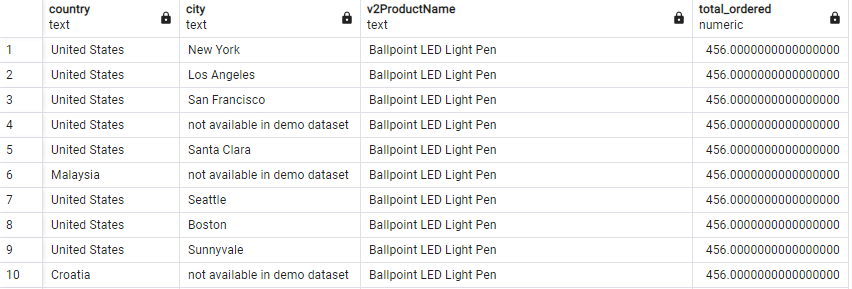 country city v2ProductName total_ordered
text text text numeric
1 United States New York Ballpoint LED Light Pen 456.0000000000000000
2 United States Los Angeles Ballpoint LED Light Pen 456.0000000000000000
3 United States San Francisco Ballpoint LED Light Pen 456.0000000000000000
4 United States not available in demo dataset Ballpoint LED Light Pen 456.0000000000000000
5 United States Santa Clara Ballpoint LED Light Pen 456.0000000000000000
6 Malaysia not available in demo dataset Ballpoint LED Light Pen 456.0000000000000000
7 United States Seattle Ballpoint LED Light Pen 456.0000000000000000
8 United States Boston Ballpoint LED Light Pen 456.0000000000000000
9 United States Sunnyvale Ballpoint LED Light Pen 456.0000000000000000
10 Croatia not available in demo dataset Ballpoint LED Light Pen 456.0000000000000000